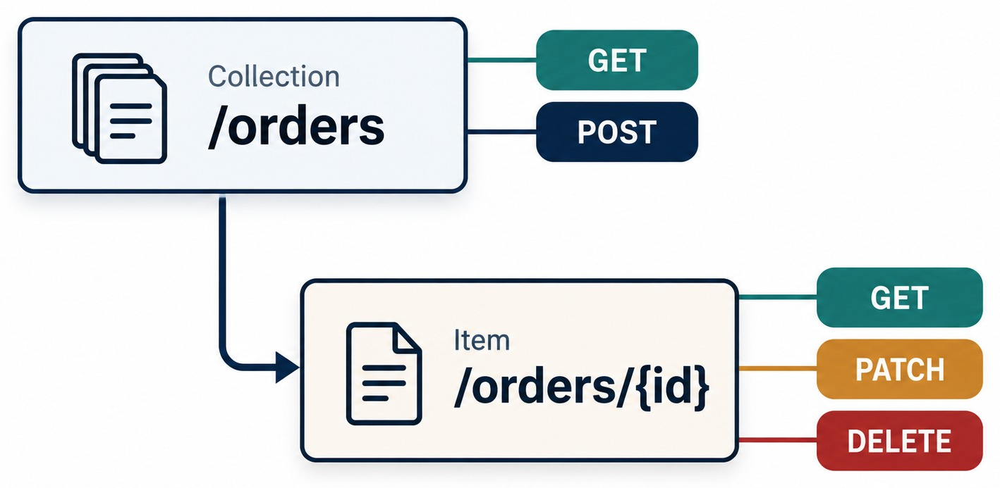 Collection
/orders
GET
POST
Item
/orders/{id}
GET
PATCH
DELETE